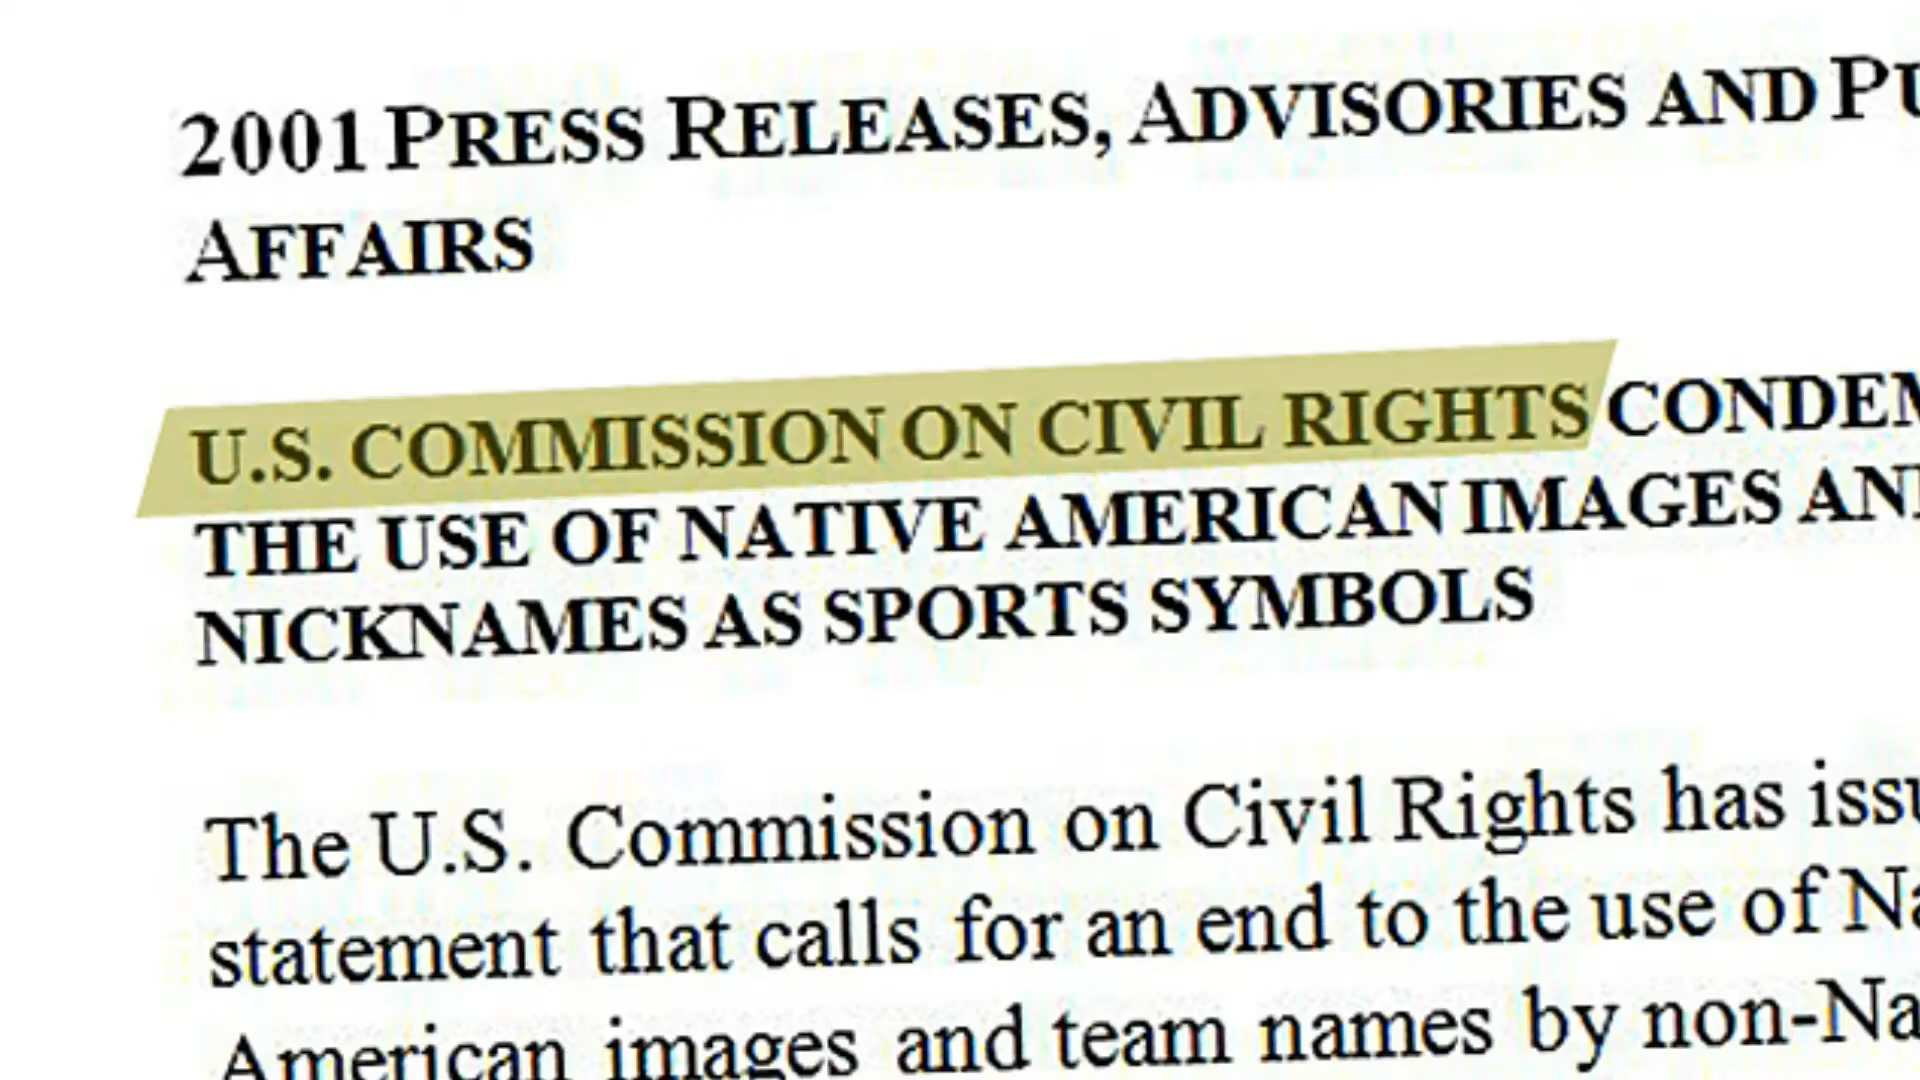 2001 PRESS RELEASES, ADVISORIES AND PU
AFFAIRS
U.S. COMMISSION ON CIVIL RIGHTS CONDEM
THE USE OF NATIVE AMERICAN IMAGES AN
NICKNAMES AS SPORTS SYMBOLS
The U.S. Commission on Civil Rights has issu
statement that calls for an end to the use of Na
American images and team names by non-Na